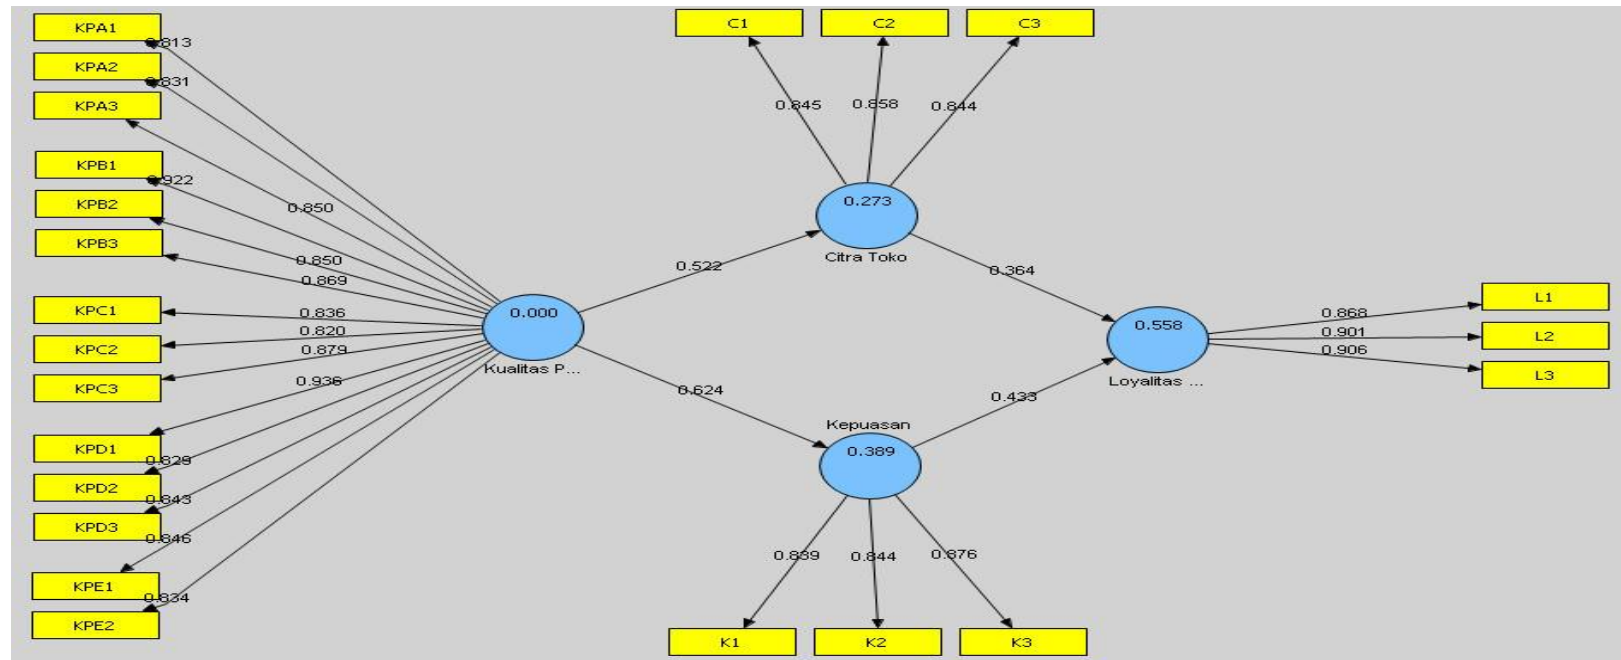 KPA1
0.813
KPA2
0.831
KPA3
0.850
KPB1
0.922
KPB2
0.850
KPB3
0.869
KPC1
0.836
KPC2
0.820
KPC3
0.879
KPD1
0.936
KPD2
0.829
KPD3
0.843
KPE1
0.846
KPE2
0.834
0.000
Kualitas P...
0.522
0.624
C1
C2
C3
0.845
0.858
0.844
0.273
Citra Toko
0.364
Kepuasan
0.389
0.433
0.839
0.844
0.876
K1
K2
K3
0.558
Loyalitas ...
0.868
0.901
0.906
L1
L2
L3